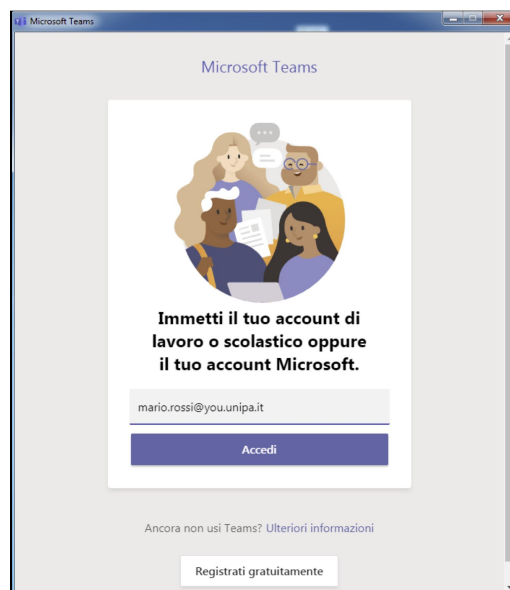 Microsoft Teams
Microsoft Teams
Immetti il tuo account di
lavoro o scolastico oppure
il tuo account Microsoft.
mario.rossi@you.unipa.it
Accedi
Ancora non usi Teams? Ulteriori informazioni
Registrati gratuitamente